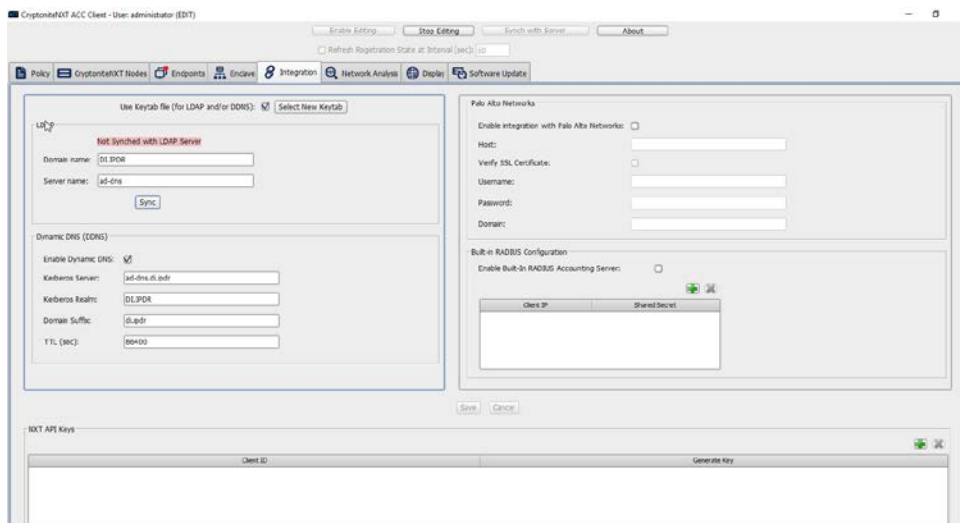 CryptoniteNXT ACC Client - User: administrator (EDIT)
Enable Editing Stop Editing Synch with Server About
Refresh Registration State at Interval (sec): 10
Policy CryptoniteNXT Nodes Endpoints Enclave Integration Network Analysis Display Software Update
Use Keytab file (for LDAP and/or DDNS): Select New Keytab
LDAP
Not Synched with LDAP Server
Domain name: DI.IPDR
Server name: ad-dns
Sync
Dynamic DNS (DDNS)
Enable Dynamic DNS:
Kerberos Server: ad-dns.di.ipdr
Kerberos Realm: DI.IPDR
Domain Suffix: di.ipdr
TTL (sec): 86400
Palo Alto Networks
Enable integration with Palo Alto Networks:
Host:
Verify SSL Certificate:
Username:
Password:
Domain:
Built-in RADIUS Configuration
Enable Built-In RADIUS Accounting Server:
Client IP Shared Secret
Save Cancel
NXT API Keys
Client ID Generate Key